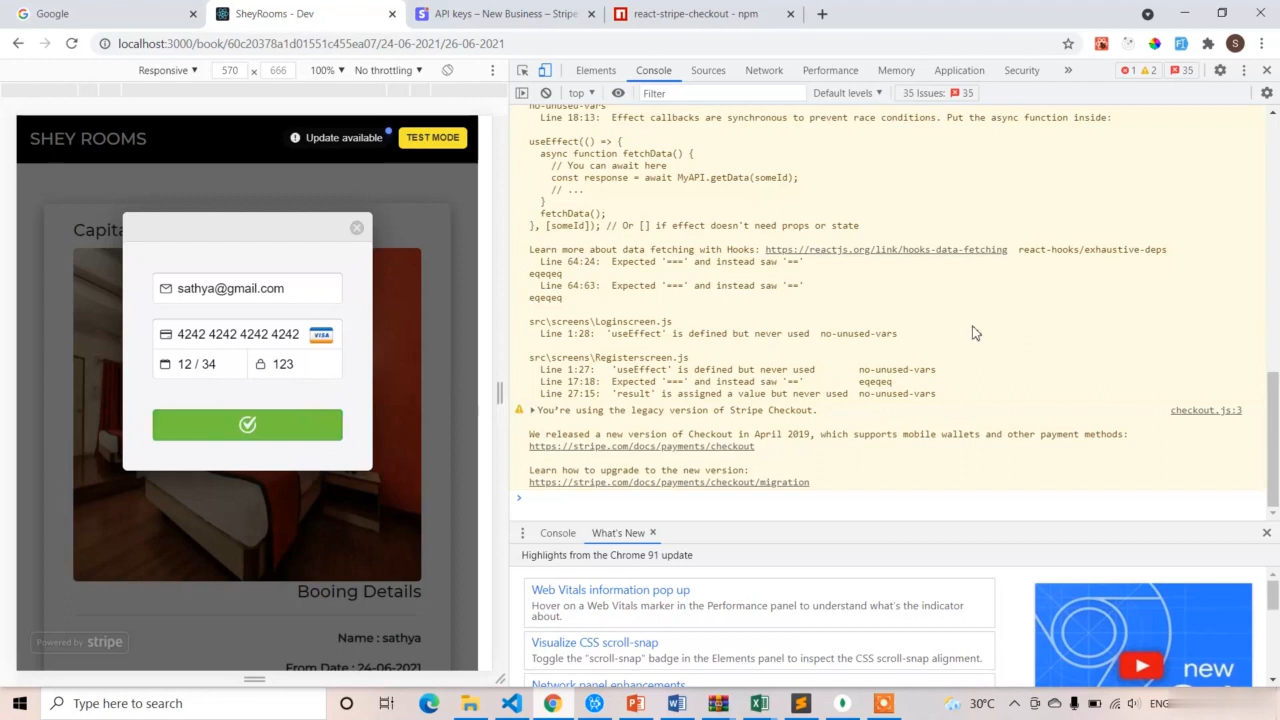 Google
SheyRooms - Dev
API keys – New Business – Stripe
react-stripe-checkout - npm
localhost:3000/book/60c20378a1d01551c455ea07/24-06-2021/26-06-2021
S
Responsive
570
x
666
100%
No throttling
Elements
Console
Sources
Network
Performance
Memory
Application
Security
1
2
35
top
Filter
Default levels
35 Issues:
35
SHEY ROOMS
Update available
TEST MODE
sathya@gmail.com
4242 4242 4242 4242
VISA
12 / 34
123
Booing Details
Name : sathya
From Date : 24-06-2021
Powered by stripe
no-unused-vars
Line 18:13: Effect callbacks are synchronous to prevent race conditions. Put the async function inside:
useEffect(() => {
async function fetchData() {
// You can await here
const response = await MyAPI.getData(someId);
// ...
}
fetchData();
}, [someId]); // Or [] if effect doesn't need props or state
Learn more about data fetching with Hooks: https://reactjs.org/link/hooks-data-fetching react-hooks/exhaustive-deps
Line 64:24: Expected '===' and instead saw '=='
eqeqeq
Line 64:63: Expected '===' and instead saw '=='
eqeqeq
src\screens\Loginscreen.js
Line 1:28: 'useEffect' is defined but never used no-unused-vars
src\screens\Registerscreen.js
Line 1:27: 'useEffect' is defined but never used no-unused-vars
Line 17:18: Expected '===' and instead saw '==' eqeqeq
Line 27:15: 'result' is assigned a value but never used no-unused-vars
You're using the legacy version of Stripe Checkout. checkout.js:3
We released a new version of Checkout in April 2019, which supports mobile wallets and other payment methods:
https://stripe.com/docs/payments/checkout
Learn how to upgrade to the new version:
https://stripe.com/docs/payments/checkout/migration
Console
What's New
Highlights from the Chrome 91 update
Web Vitals information pop up
Hover on a Web Vitals marker in the Performance panel to understand what's the indicator
about.
Visualize CSS scroll-snap
Toggle the "scroll-snap" badge in the Elements panel to inspect the CSS scroll-snap alignment.
Network panel enhancements
new
Type here to search
30°C
ENG